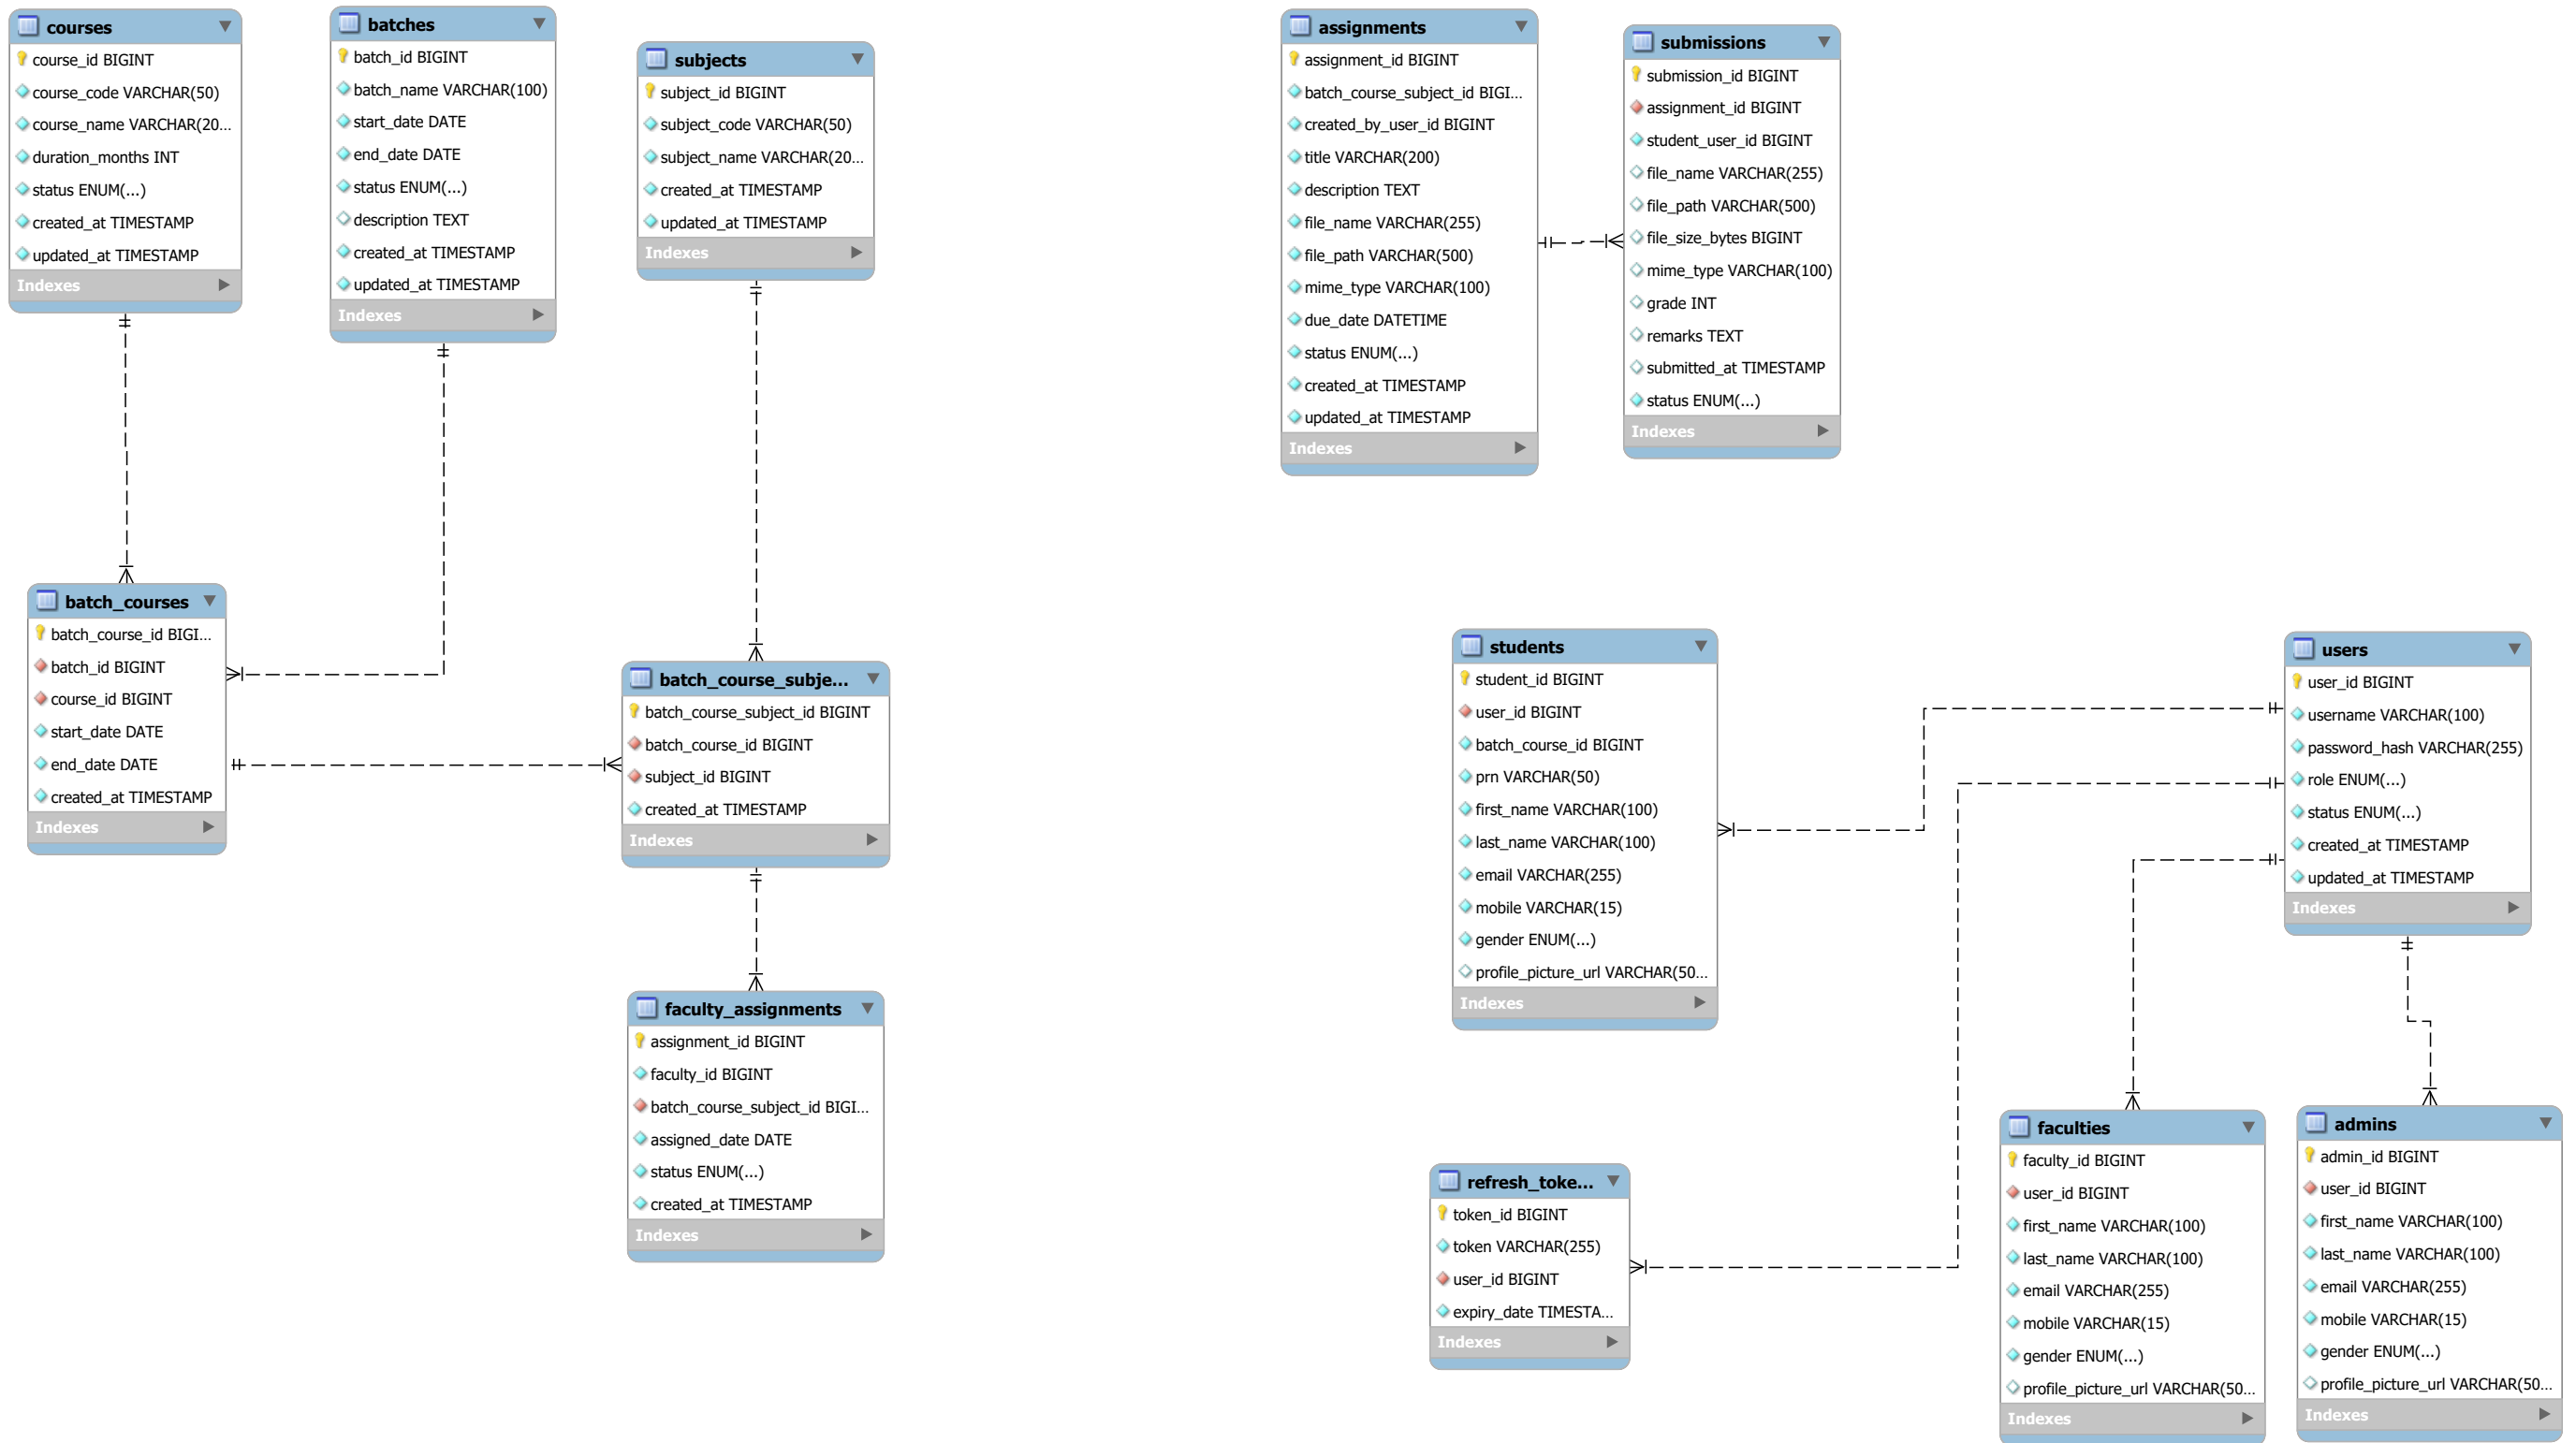 courses
course_id BIGINT
course_code VARCHAR(50)
course_name VARCHAR(20...
duration_months INT
status ENUM(...)
created_at TIMESTAMP
updated_at TIMESTAMP
Indexes
batches
batch_id BIGINT
batch_name VARCHAR(100)
start_date DATE
end_date DATE
status ENUM(...)
description TEXT
created_at TIMESTAMP
updated_at TIMESTAMP
Indexes
subjects
subject_id BIGINT
subject_code VARCHAR(50)
subject_name VARCHAR(20...
created_at TIMESTAMP
updated_at TIMESTAMP
Indexes
assignments
assignment_id BIGINT
batch_course_subject_id BIGI...
created_by_user_id BIGINT
title VARCHAR(200)
description TEXT
file_name VARCHAR(255)
file_path VARCHAR(500)
mime_type VARCHAR(100)
due_date DATETIME
status ENUM(...)
created_at TIMESTAMP
updated_at TIMESTAMP
Indexes
submissions
submission_id BIGINT
assignment_id BIGINT
student_user_id BIGINT
file_name VARCHAR(255)
file_path VARCHAR(500)
file_size_bytes BIGINT
mime_type VARCHAR(100)
grade INT
remarks TEXT
submitted_at TIMESTAMP
status ENUM(...)
Indexes
batch_courses
batch_course_id BIGI...
batch_id BIGINT
course_id BIGINT
start_date DATE
end_date DATE
created_at TIMESTAMP
Indexes
batch_course_subje...
batch_course_subject_id BIGINT
batch_course_id BIGINT
subject_id BIGINT
created_at TIMESTAMP
Indexes
faculty_assignments
assignment_id BIGINT
faculty_id BIGINT
batch_course_subject_id BIGI...
assigned_date DATE
status ENUM(...)
created_at TIMESTAMP
Indexes
students
student_id BIGINT
user_id BIGINT
batch_course_id BIGINT
prn VARCHAR(50)
first_name VARCHAR(100)
last_name VARCHAR(100)
email VARCHAR(255)
mobile VARCHAR(15)
gender ENUM(...)
profile_picture_url VARCHAR(50...
Indexes
users
user_id BIGINT
username VARCHAR(100)
password_hash VARCHAR(255)
role ENUM(...)
status ENUM(...)
created_at TIMESTAMP
updated_at TIMESTAMP
Indexes
refresh_toke...
token_id BIGINT
token VARCHAR(255)
user_id BIGINT
expiry_date TIMESTA...
Indexes
faculties
faculty_id BIGINT
user_id BIGINT
first_name VARCHAR(100)
last_name VARCHAR(100)
email VARCHAR(255)
mobile VARCHAR(15)
gender ENUM(...)
profile_picture_url VARCHAR(50...
Indexes
admins
admin_id BIGINT
user_id BIGINT
first_name VARCHAR(100)
last_name VARCHAR(100)
email VARCHAR(255)
mobile VARCHAR(15)
gender ENUM(...)
profile_picture_url VARCHAR(50...
Indexes